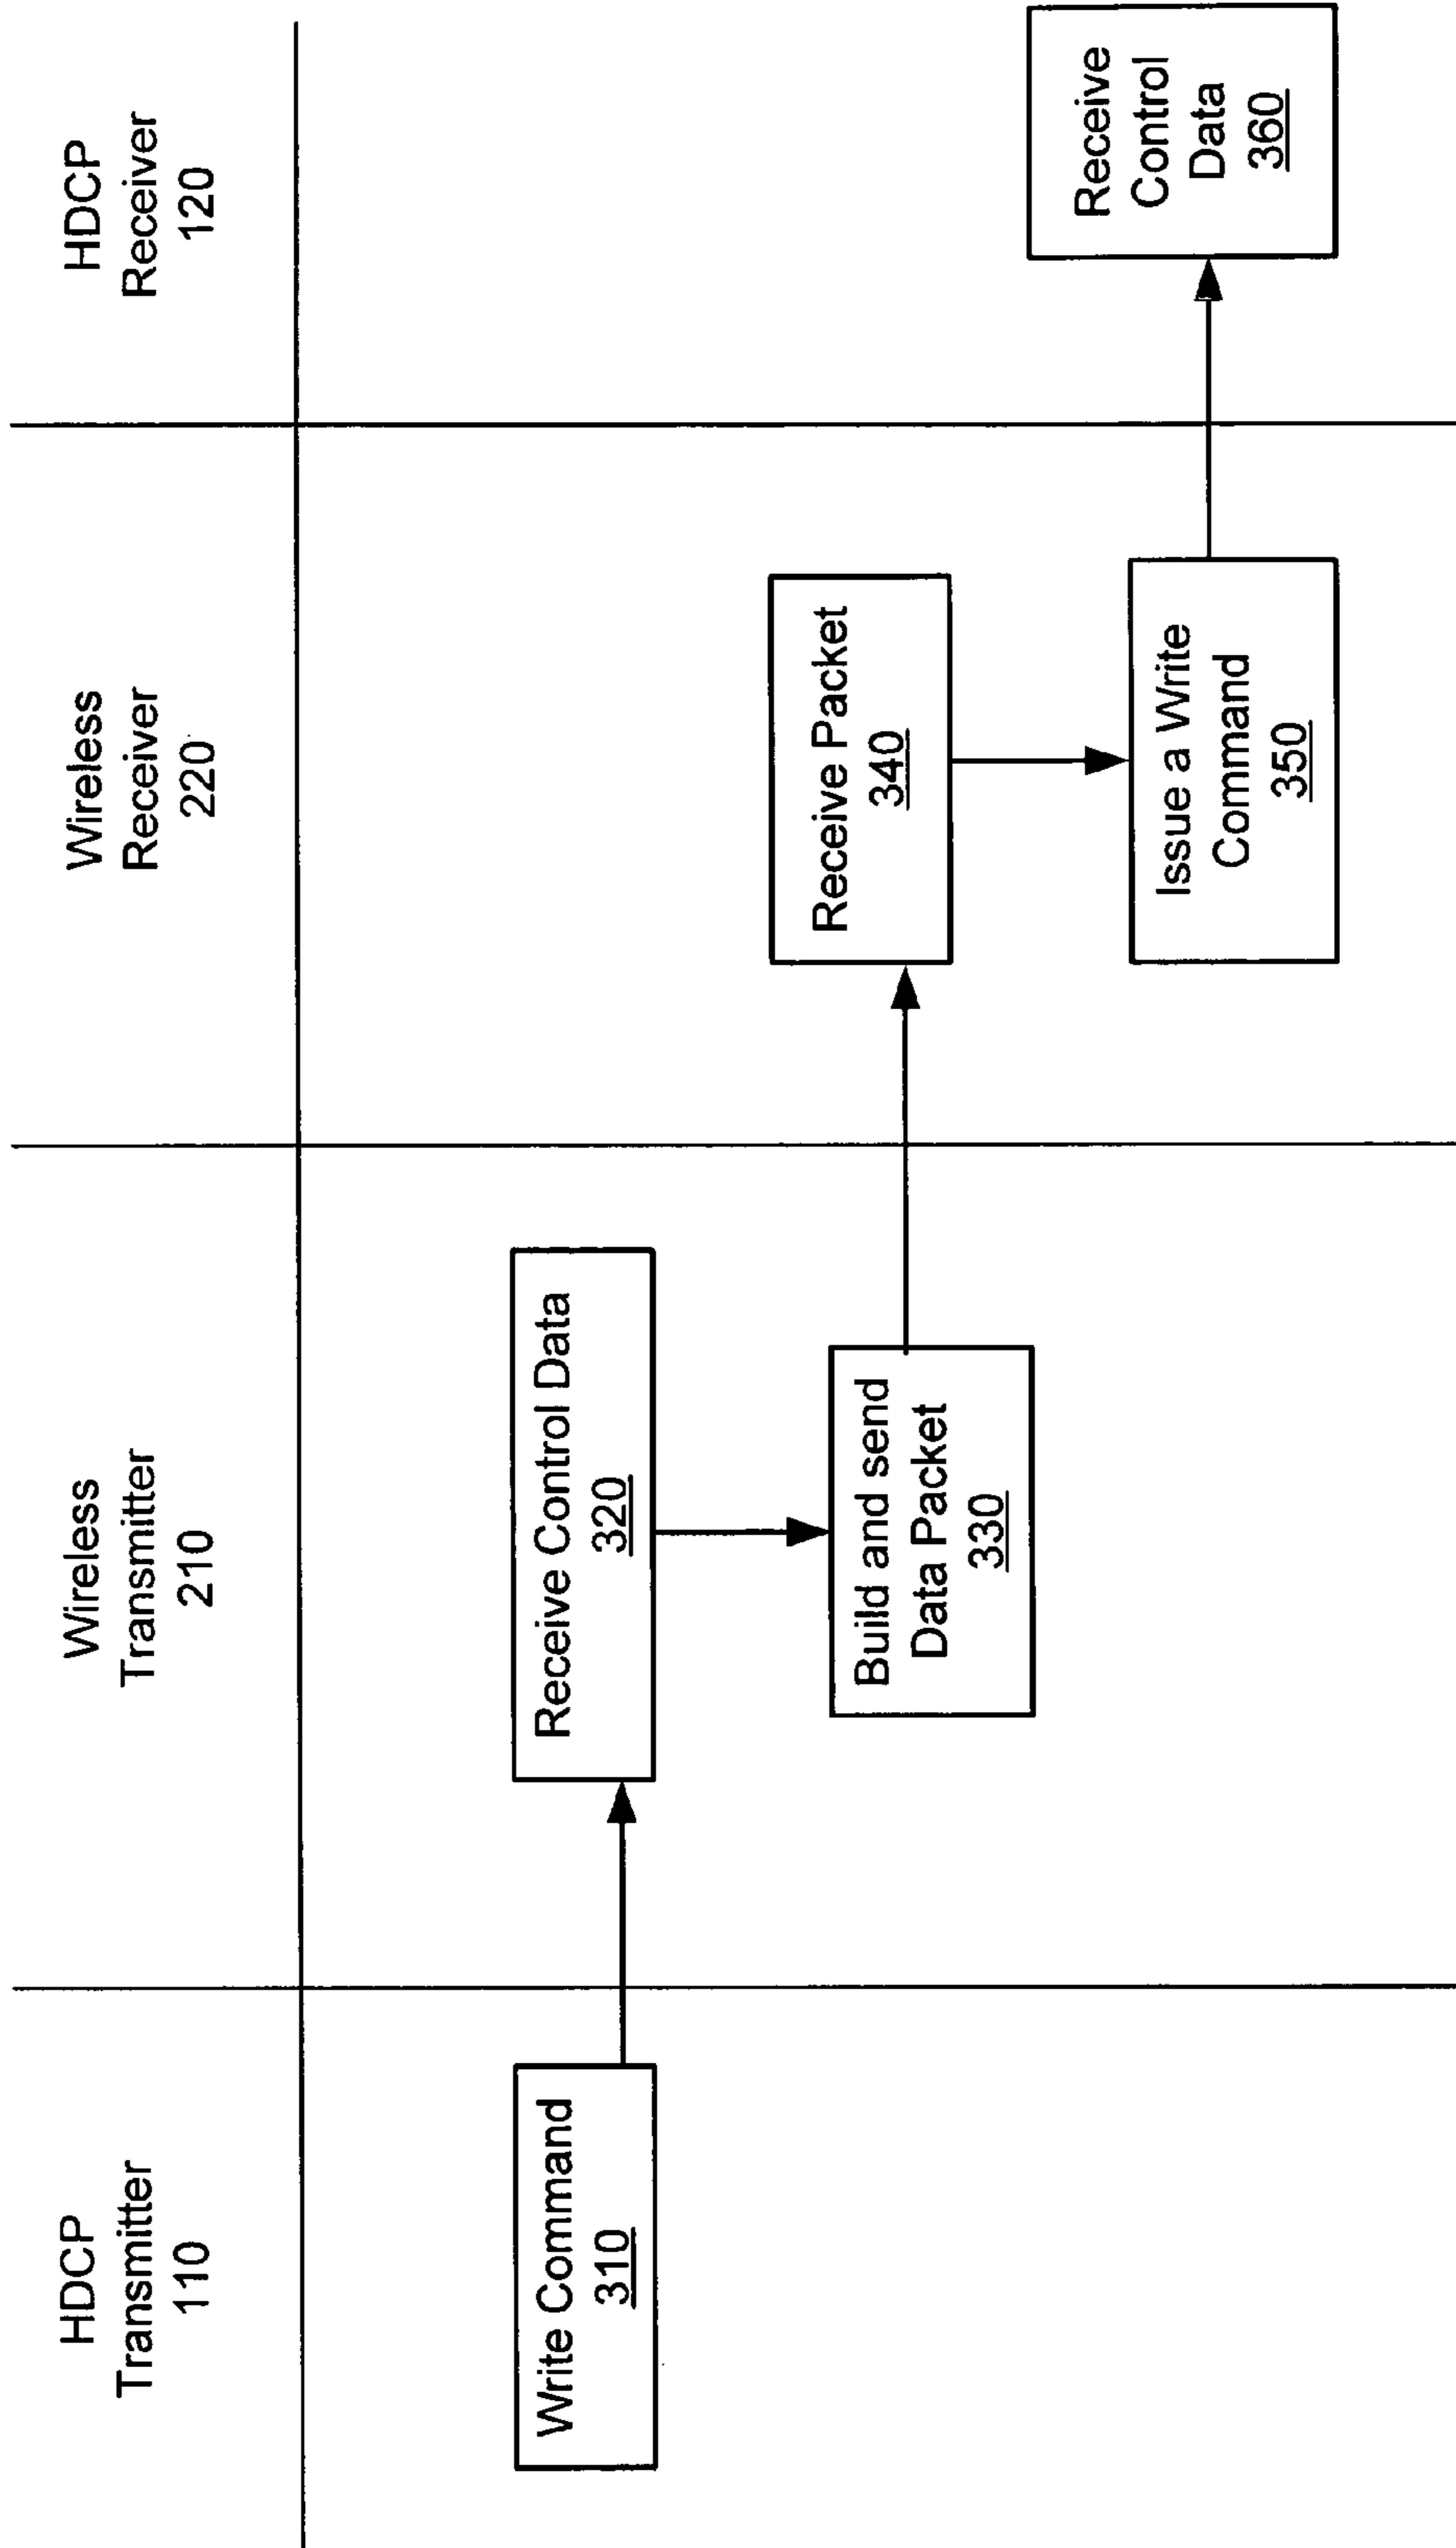 HDCP
Transmitter
110
Wireless
Transmitter
210
Wireless
Receiver
220
HDCP
Receiver
120
Write Command
310
Receive Control Data
320
Build and send
Data Packet
330
Receive Packet
340
Issue a Write
Command
350
Receive
Control
Data
360